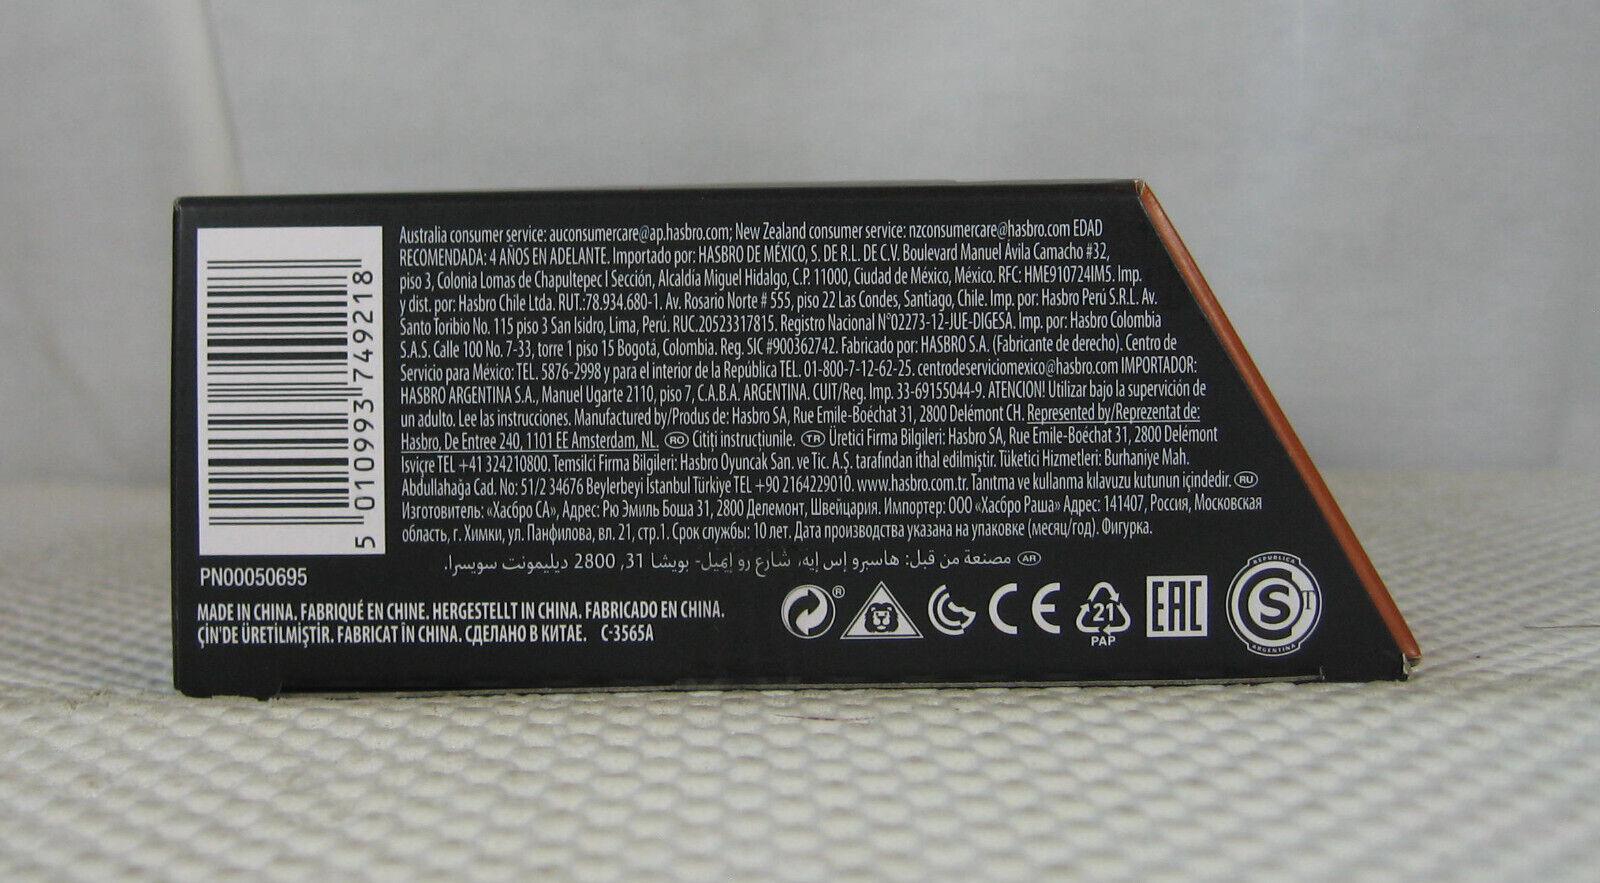 5 010993 749218
PN00050695
Australia consumer service: auconsumercare@ap.hasbro.com; New Zealand consumer service: nzconsumercare@hasbro.com EDAD
RECOMENDADA: 4 AÑOS EN ADELANTE. Importado por: HASBRO DE MÉXICO, S. DE R.L. DE C.V. Boulevard Manuel Ávila Camacho #32,
piso 3, Colonia Lomas de Chapultepec I Sección, Alcaldía Miguel Hidalgo, C.P. 11000, Ciudad de México, México. RFC: HME910724IM5. Imp.
y dist. por: Hasbro Chile Ltda. RUT.:78.934.680-1. Av. Rosario Norte # 555, piso 22 Las Condes, Santiago, Chile. Imp. por: Hasbro Perú S.R.L. Av.
Santo Toribio No. 115 piso 3 San Isidro, Lima, Perú. RUC.20523317815. Registro Nacional N°02273-12-JUE-DIGESA. Imp. por: Hasbro Colombia
S.A.S. Calle 100 No. 7-33, torre 1 piso 15 Bogotá, Colombia. Reg. SIC #900362742. Fabricado por: HASBRO S.A. (Fabricante de derecho). Centro de
Servicio para México: TEL. 5876-2998 y para el interior de la República TEL. 01-800-7-12-62-25. centrodeserviciomexico@hasbro.com IMPORTADOR:
HASBRO ARGENTINA S.A., Manuel Ugarte 2110, piso 7, C.A.B.A. ARGENTINA. CUIT/Reg. Imp. 33-69155044-9. ATENCION! Utilizar bajo la supervición de
un adulto. Lee las instrucciones. Manufactured by/Produs de: Hasbro SA, Rue Emile-Boéchat 31, 2800 Delémont CH. Represented by/Reprezentat de:
Hasbro, De Entree 240, 1101 EE Amsterdam, NL. RO Citiți instrucțiunile. TR Üretici Firma Bilgileri: Hasbro SA, Rue Emile-Boéchat 31, 2800 Delémont
İsviçre TEL +41 324210800. Temsilci Firma Bilgileri: Hasbro Oyuncak San. ve Tic. A.Ş. tarafından ithal edilmiştir. Tüketici Hizmetleri: Burhaniye Mah.
Abdullahağa Cad. No: 51/2 34676 Beylerbeyi İstanbul Türkiye TEL +90 2164229010. www.hasbro.com.tr. Tanıtma ve kullanma kılavuzu kutunun içindedir. RU
Изготовитель: «Хасбро СА», Адрес: Рю Эмиль Боша 31, 2800 Делемонт, Швейцария. Импортер: ООО «Хасбро Раша» Адрес: 141407, Россия, Московская
область, г. Химки, ул. Панфилова, вл. 21, стр.1. Срок службы: 10 лет. Дата производства указана на упаковке (месяц/год). Фигурка.
AR مصنعة من قبل: هاسبرو إس إيه، شارع رو إيميل- بويشا 31, 2800 ديليمونت سويسرا.
MADE IN CHINA. FABRIQUÉ EN CHINE. HERGESTELLT IN CHINA. FABRICADO EN CHINA.
ÇİN'DE ÜRETİLMİŞTİR. FABRICAT ÎN CHINA. СДЕЛАНО В КИТАЕ. C-3565A
® CE 21 EAC
PAP
REPUBLICA
S T
ARGENTINA